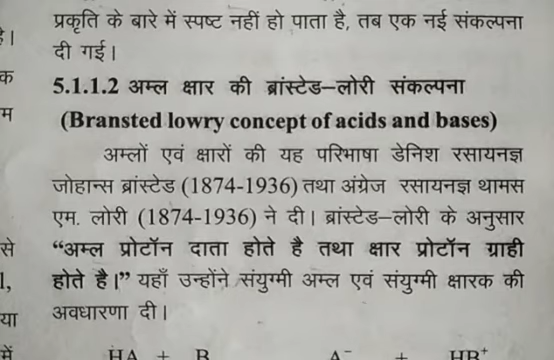 प्रकृति के बारे में स्पष्ट नहीं हो पाता है, तब एक नई संकल्पना
है।
दी गई।
क
5.1.1.2 अम्ल क्षार की ब्रांस्टेड–लोरी संकल्पना
म
(Bransted lowry concept of acids and bases)
अम्लों एवं क्षारों की यह परिभाषा डेनिश रसायनज्ञ
जोहान्स ब्रांस्टेड (1874-1936) तथा अंग्रेज रसायनज्ञ थामस
एम. लोरी (1874-1936) ने दी। ब्रांस्टेड–लोरी के अनुसार
से “अम्ल प्रोटॉन दाता होते है तथा क्षार प्रोटॉन ग्राही
होते है।” यहाँ उन्होंने संयुग्मी अम्ल एवं संयुग्मी क्षारक की
या अवधारणा दी।
में HA + B A⁻ + HB⁺